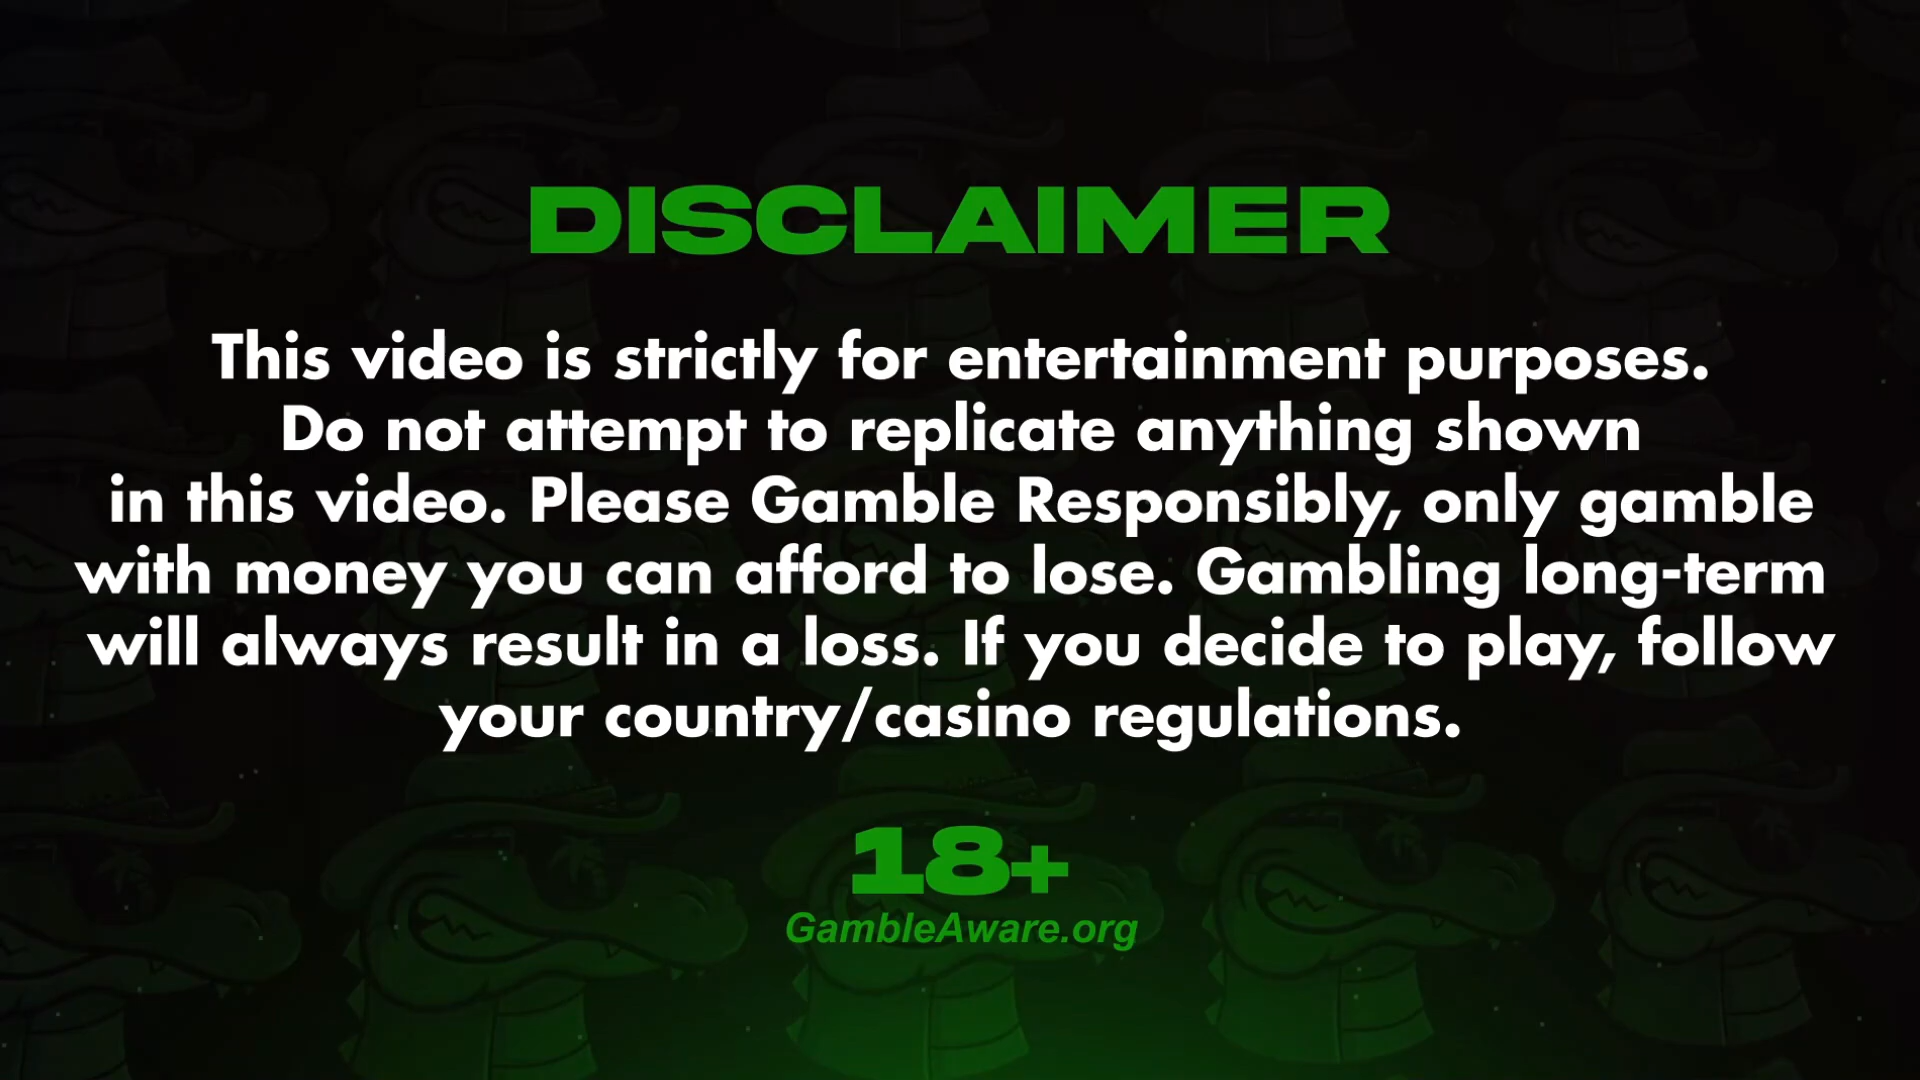 DISCLAIMER
This video is strictly for entertainment purposes.
Do not attempt to replicate anything shown
in this video. Please Gamble Responsibly, only gamble
with money you can afford to lose. Gambling long-term
will always result in a loss. If you decide to play, follow
your country/casino regulations.
18+
GambleAware.org